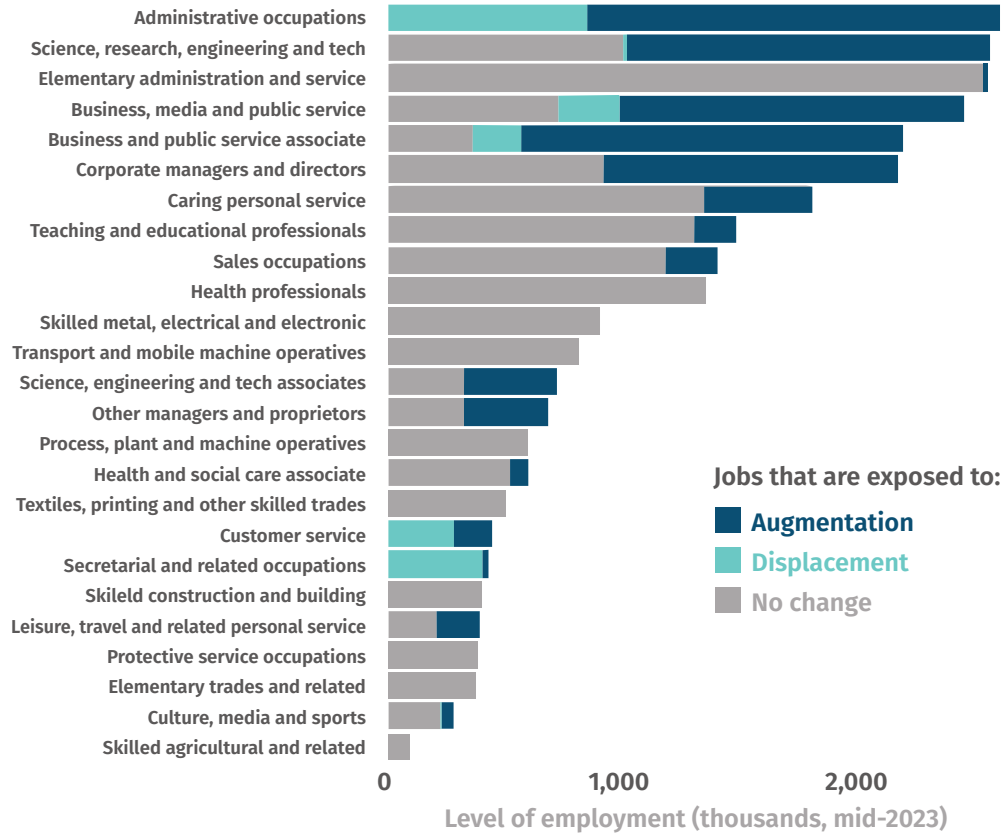 Administrative occupations
Science, research, engineering and tech
Elementary administration and service
Business, media and public service
Business and public service associate
Corporate managers and directors
Caring personal service
Teaching and educational professionals
Sales occupations
Health professionals
Skilled metal, electrical and electronic
Transport and mobile machine operatives
Science, engineering and tech associates
Other managers and proprietors
Process, plant and machine operatives
Health and social care associate
Textiles, printing and other skilled trades
Customer service
Secretarial and related occupations
Skileld construction and building
Leisure, travel and related personal service
Protective service occupations
Elementary trades and related
Culture, media and sports
Skilled agricultural and related
Jobs that are exposed to:
Augmentation
Displacement
No change
0 1,000 2,000
Level of employment (thousands, mid-2023)